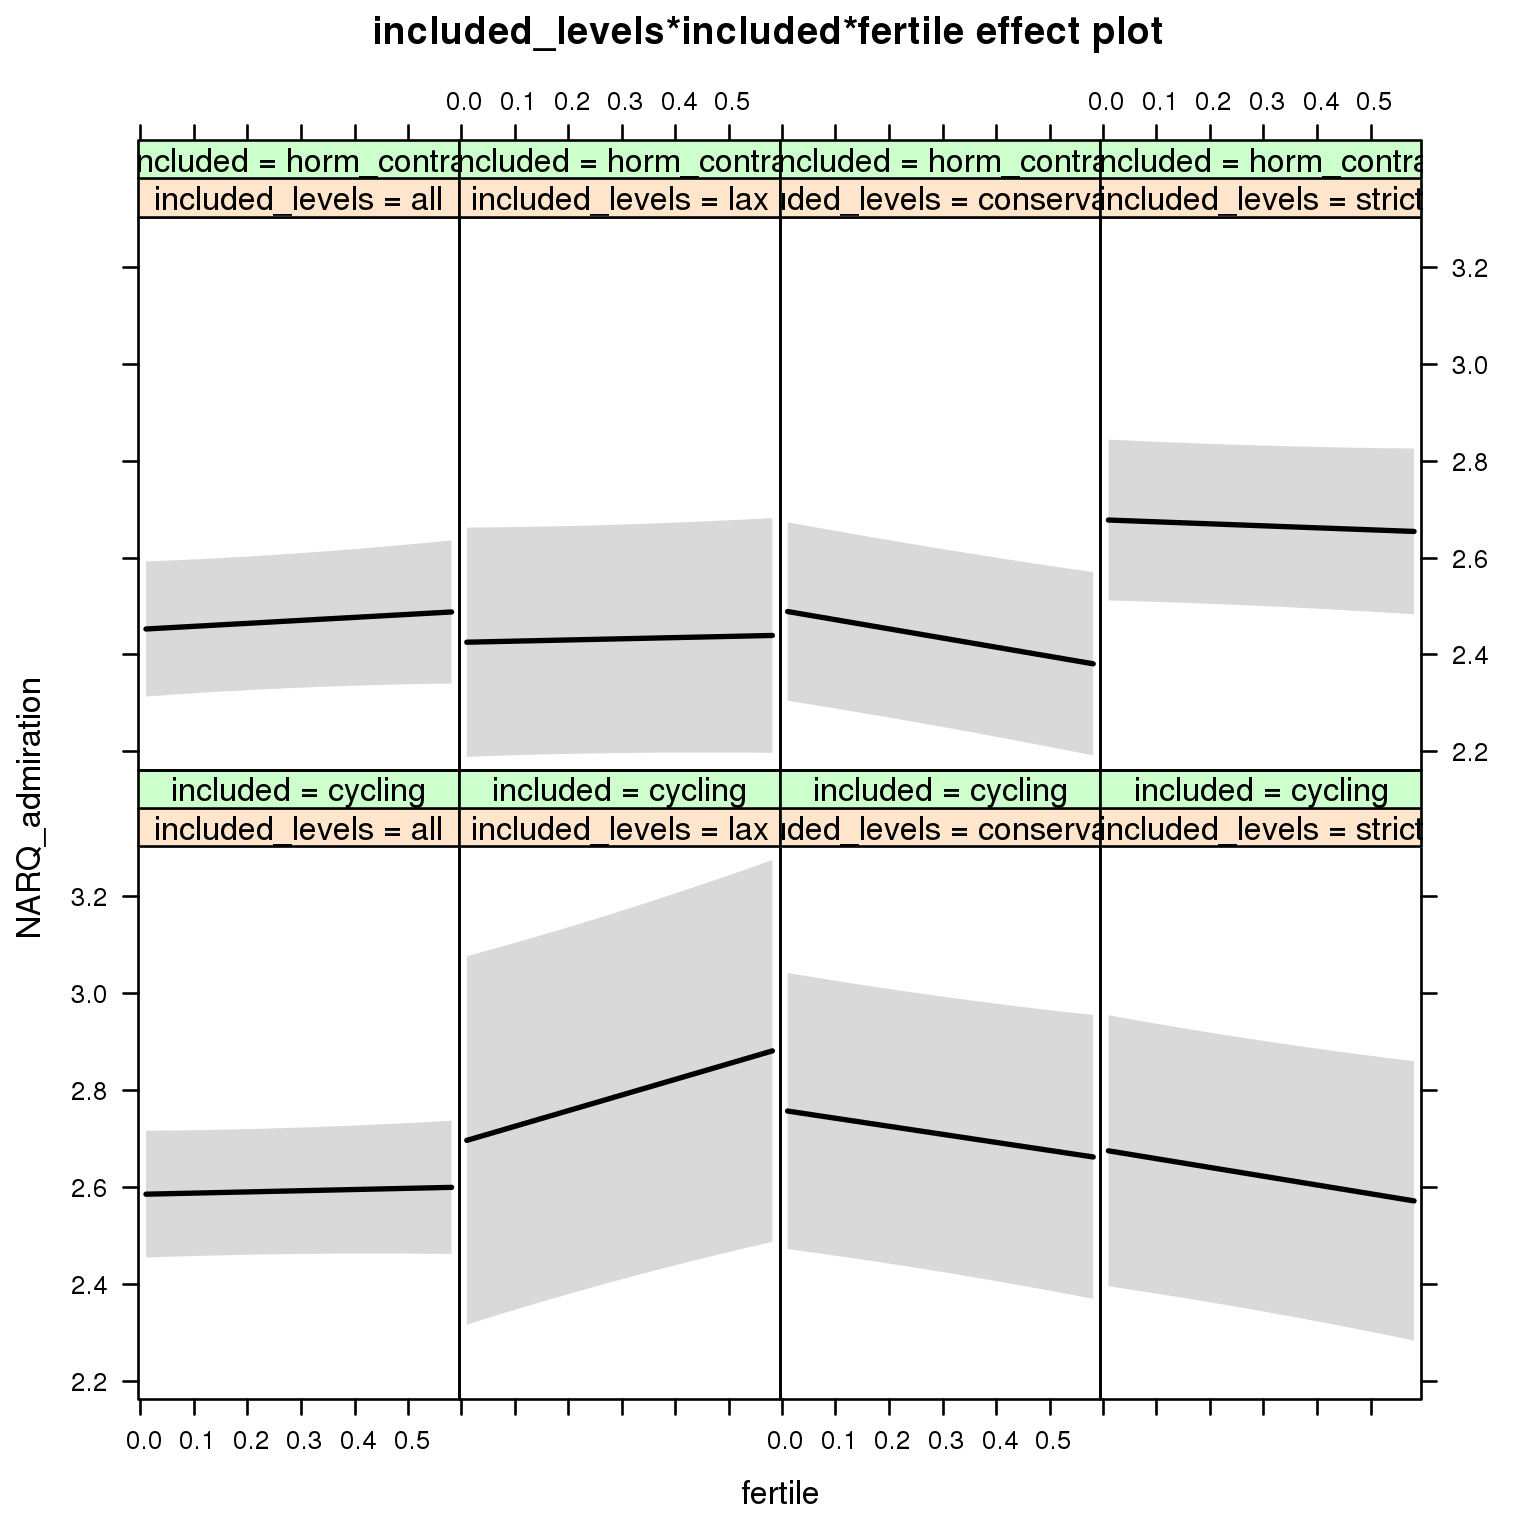 included_levels*included*fertile effect plot
0.0 0.1 0.2 0.3 0.4 0.5 0.0 0.1 0.2 0.3 0.4 0.5
ncluded = horm_contra ncluded = horm_contra ncluded = horm_contra ncluded = horm_contra
included_levels = all included_levels = lax uded_levels = conserva included_levels = strict
3.2
3.0
2.8
2.6
2.4
2.2
included = cycling included = cycling included = cycling included = cycling
included_levels = all included_levels = lax uded_levels = conserva included_levels = strict
NARQ_admiration
3.2
3.0
2.8
2.6
2.4
2.2
0.0 0.1 0.2 0.3 0.4 0.5 0.0 0.1 0.2 0.3 0.4 0.5
fertile